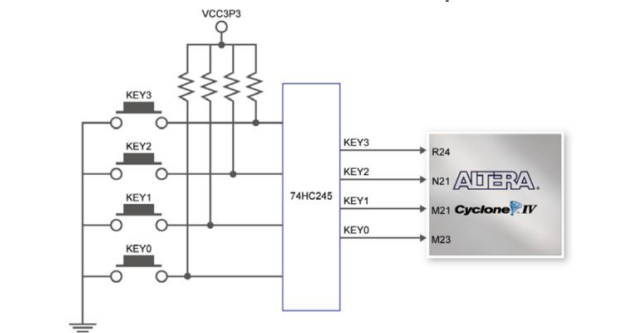 VCC3P3
KEY3
KEY2
KEY1
KEY0
74HC245
KEY3
KEY2
KEY1
KEY0
R24
N21
M21
M23
ALTERA.
Cyclone IV